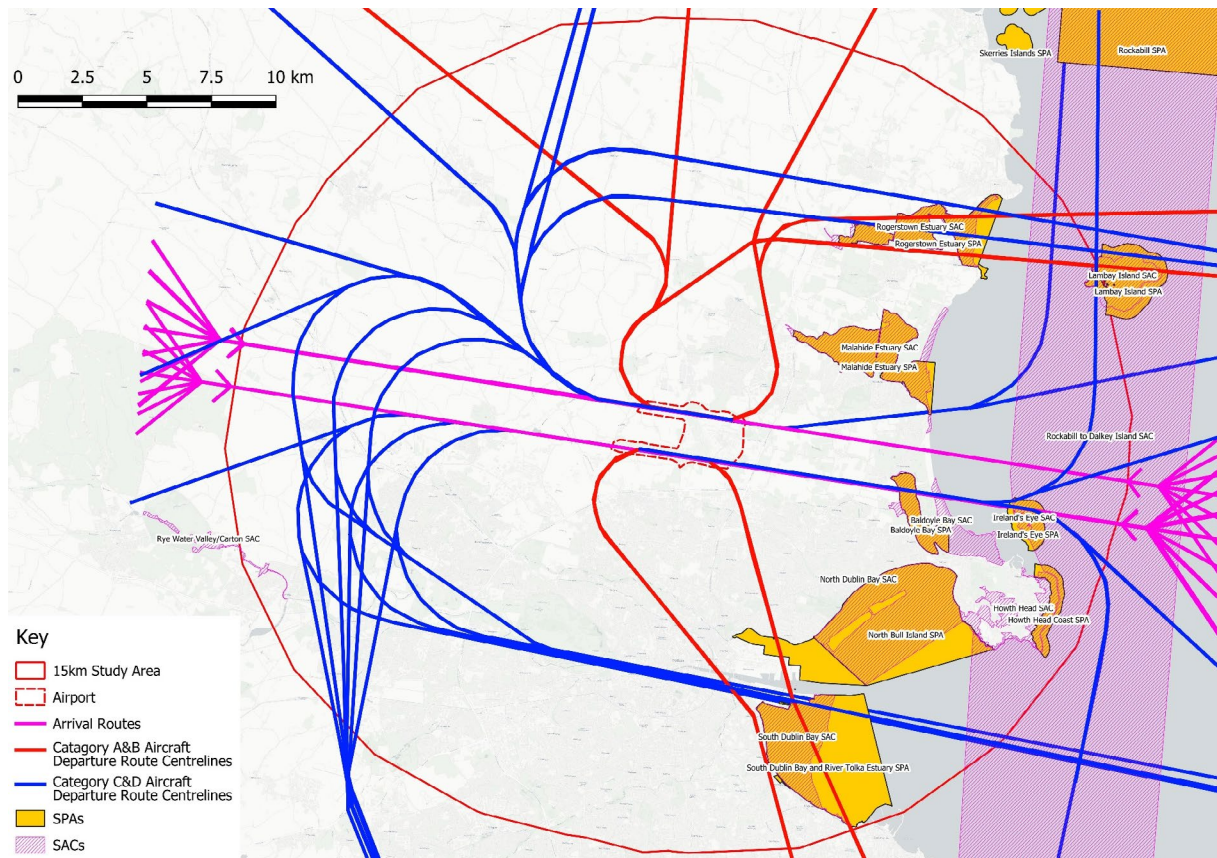 Skerries Islands SPA
Rockabill SPA
0 2.5 5 7.5 10 km
Rogerstown Estuary SAC
Rogerstown Estuary SPA
Lambay Island SAC
Lambay Island SPA
Malahide Estuary SAC
Malahide Estuary SPA
Rockabill to Dalkey Island SAC
Baldoyle Bay SAC
Baldoyle Bay SPA
Ireland's Eye SAC
Ireland's Eye SPA
Rye Water Valley/Carton SAC
North Dublin Bay SAC
North Bull Island SPA
Howth Head SAC
Howth Head Coast SPA
South Dublin Bay SAC
South Dublin Bay and River Tolka Estuary SPA
Key
15km Study Area
Airport
Arrival Routes
Catagory A&B Aircraft
Departure Route Centrelines
Category C&D Aircraft
Departure Route Centrelines
SPAs
SACs